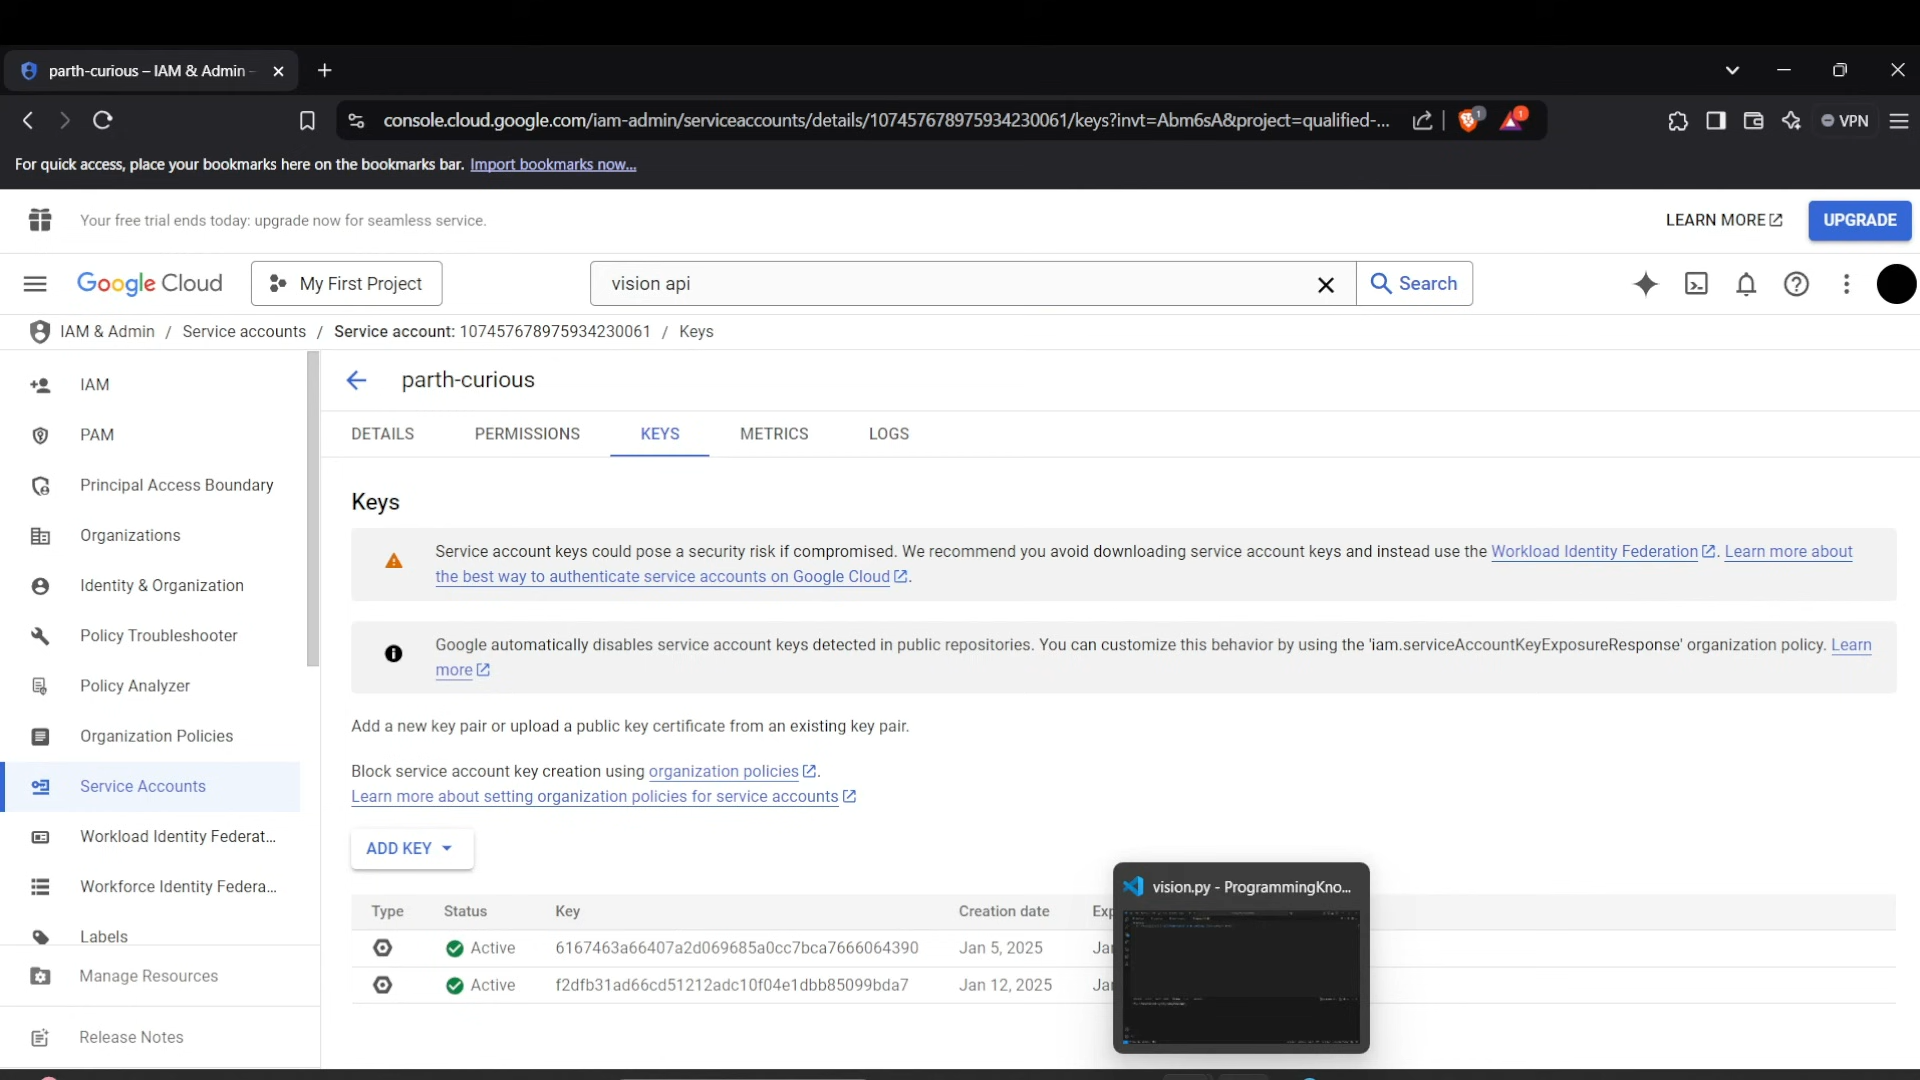 parth-curious – IAM & Admin
console.cloud.google.com/iam-admin/serviceaccounts/details/107457678975934230061/keys?invt=Abm6sA&project=qualified-...
1
1
VPN
For quick access, place your bookmarks here on the bookmarks bar. Import bookmarks now...
Your free trial ends today: upgrade now for seamless service.
LEARN MORE
UPGRADE
Google Cloud
My First Project
vision api
Search
IAM & Admin / Service accounts / Service account: 107457678975934230061 / Keys
IAM
PAM
Principal Access Boundary
Organizations
Identity & Organization
Policy Troubleshooter
Policy Analyzer
Organization Policies
Service Accounts
Workload Identity Federat...
Workforce Identity Federa...
Labels
Manage Resources
Release Notes
parth-curious
DETAILS PERMISSIONS KEYS METRICS LOGS
Keys
Service account keys could pose a security risk if compromised. We recommend you avoid downloading service account keys and instead use the Workload Identity Federation. Learn more about
the best way to authenticate service accounts on Google Cloud.
Google automatically disables service account keys detected in public repositories. You can customize this behavior by using the 'iam.serviceAccountKeyExposureResponse' organization policy. Learn
more
Add a new key pair or upload a public key certificate from an existing key pair.
Block service account key creation using organization policies.
Learn more about setting organization policies for service accounts
ADD KEY
Type Status Key Creation date Exp
Active 6167463a66407a2d069685a0cc7bca7666064390 Jan 5, 2025 Jan
Active f2dfb31ad66cd51212adc10f04e1dbb85099bda7 Jan 12, 2025 Jan
vision.py - ProgrammingKno...